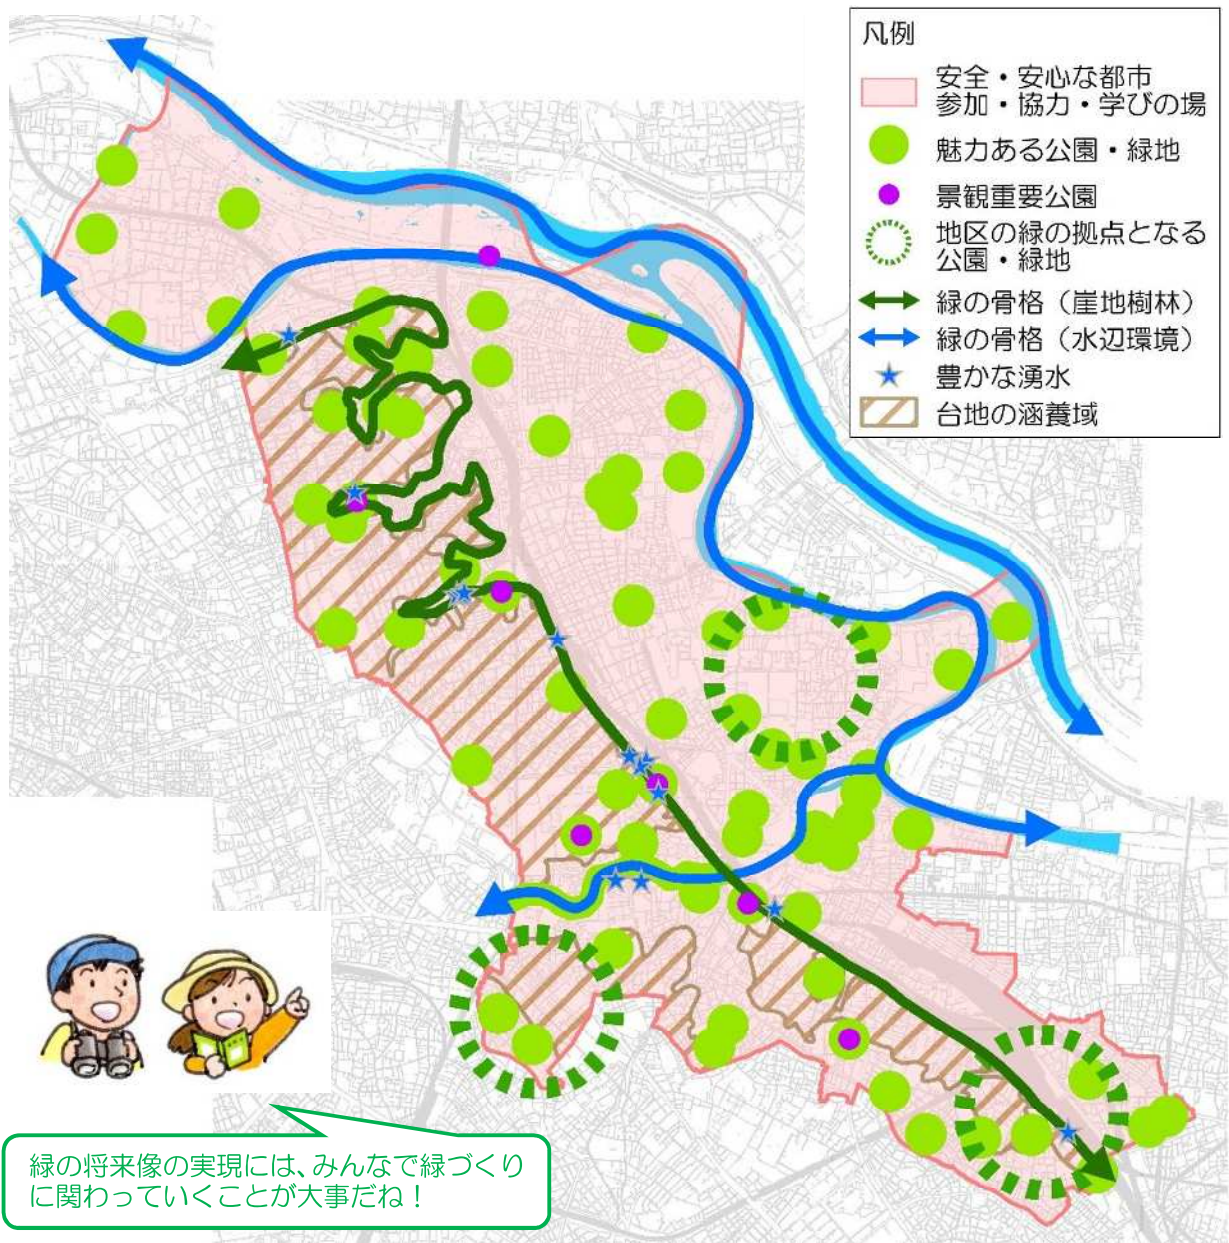 凡例
安全・安心な都市
参加・協力・学びの場
魅力ある公園・緑地
景観重要公園
地区の緑の拠点となる
公園・緑地
緑の骨格（崖地樹林）
緑の骨格（水辺環境）
豊かな湧水
台地の涵養域
緑の将来像の実現には、みんなで緑づくり
に関わっていくことが大事だね！